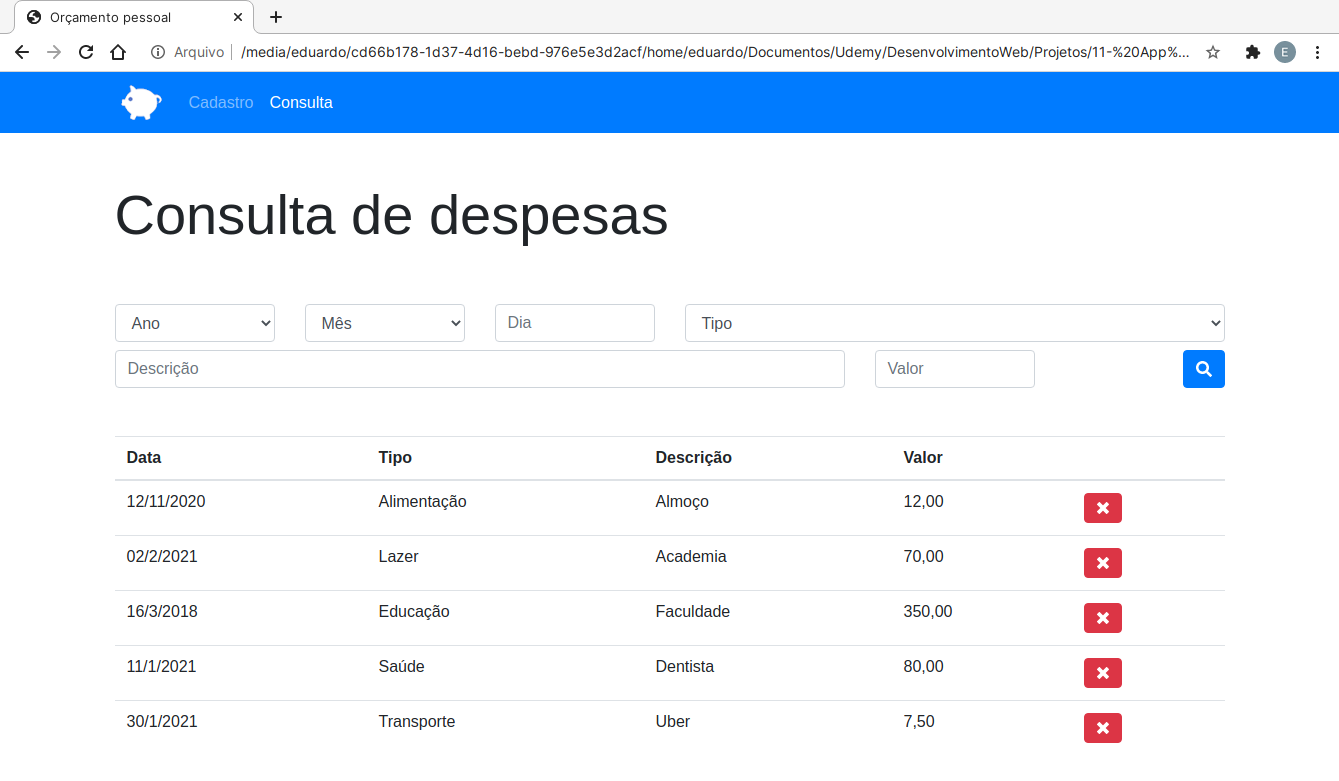 Orçamento pessoal
Arquivo /media/eduardo/cd66b178-1d37-4d16-bebd-976e5e3d2acf/home/eduardo/Documentos/Udemy/DesenvolvimentoWeb/Projetos/11-%20App%... E
Cadastro Consulta
Consulta de despesas
Ano Mês Dia Tipo
Descrição Valor
Data Tipo Descrição Valor
12/11/2020 Alimentação Almoço 12,00
02/2/2021 Lazer Academia 70,00
16/3/2018 Educação Faculdade 350,00
11/1/2021 Saúde Dentista 80,00
30/1/2021 Transporte Uber 7,50